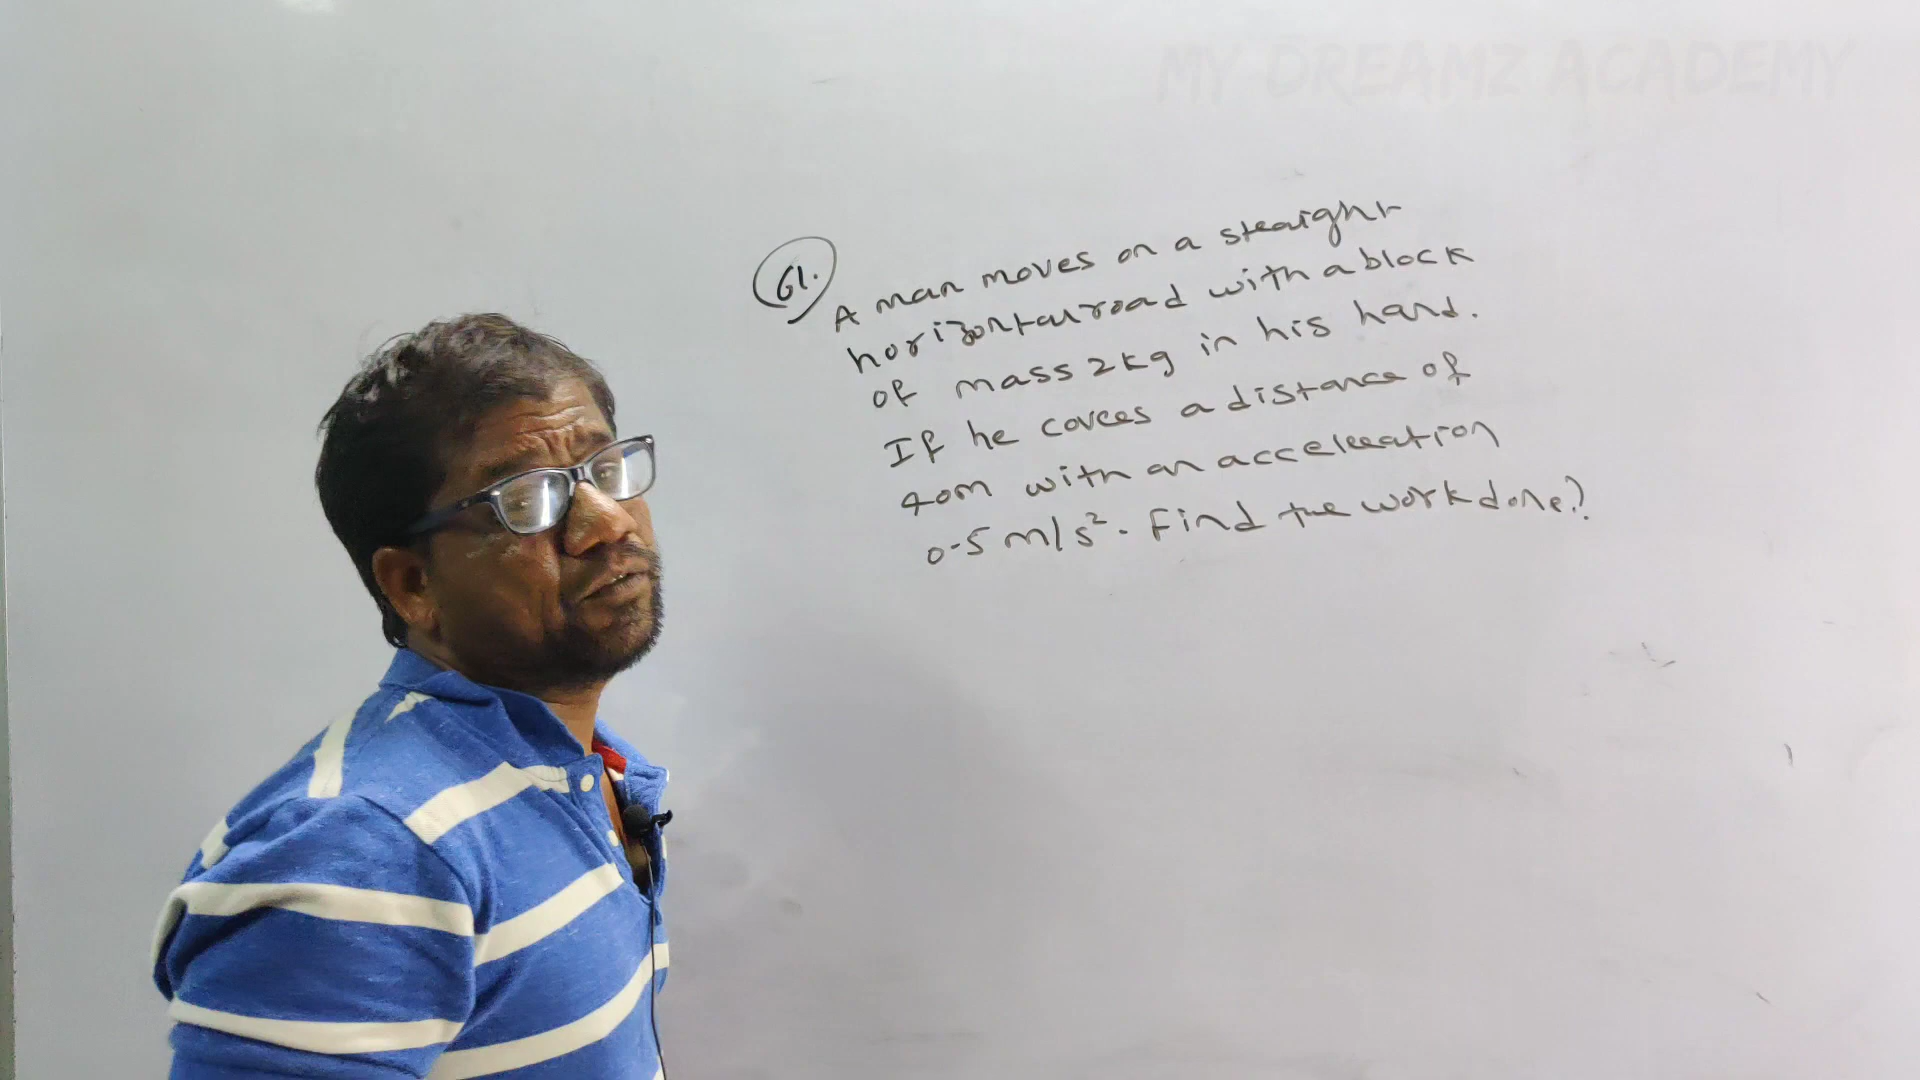 MY DREAMZ ACADEMY
61.
A man moves on a straight
horizontal road with a block
of mass 2kg in his hand.
If he covers a distance of
40m with an acceleration
0.5 m/s². Find the work done?